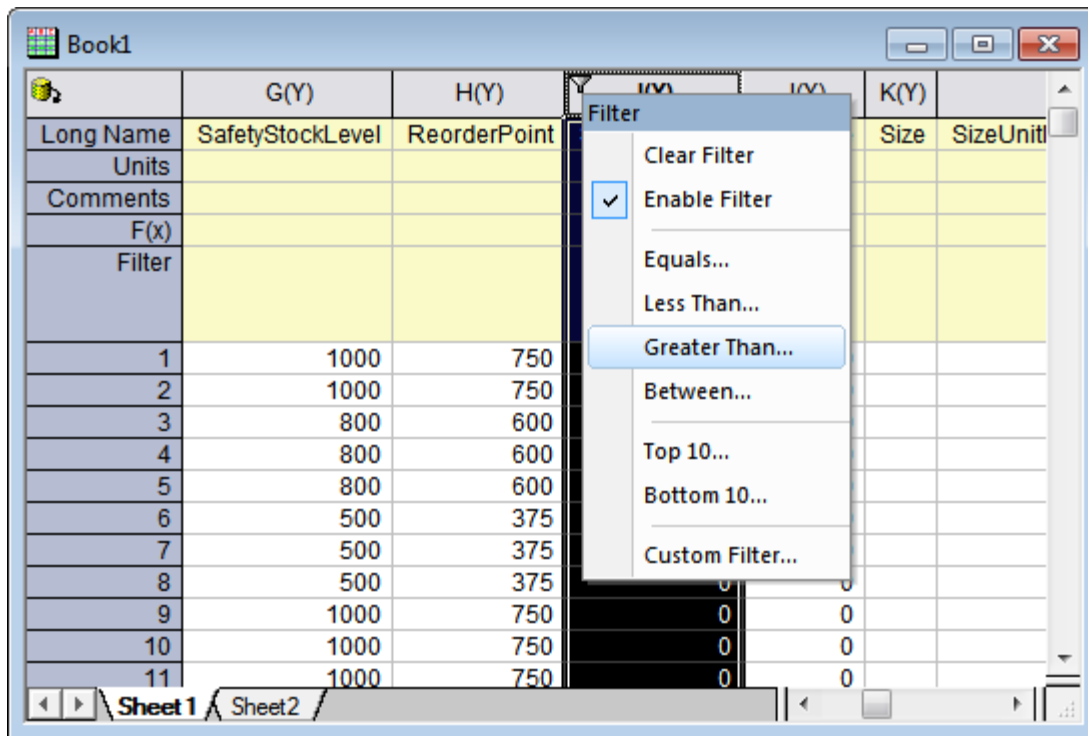 Book1
G(Y) H(Y) I(Y) J(Y) K(Y)
Long Name SafetyStockLevel ReorderPoint Size
Units
Comments
F(x)
Filter
1 1000 750
2 1000 750
3 800 600
4 800 600
5 800 600
6 500 375
7 500 375
8 500 375 0 0
9 1000 750 0 0
10 1000 750 0 0
11 1000 750 0 0
Filter
Clear Filter
Enable Filter
Equals...
Less Than...
Greater Than...
Between...
Top 10...
Bottom 10...
Custom Filter...
Sheet1 Sheet2